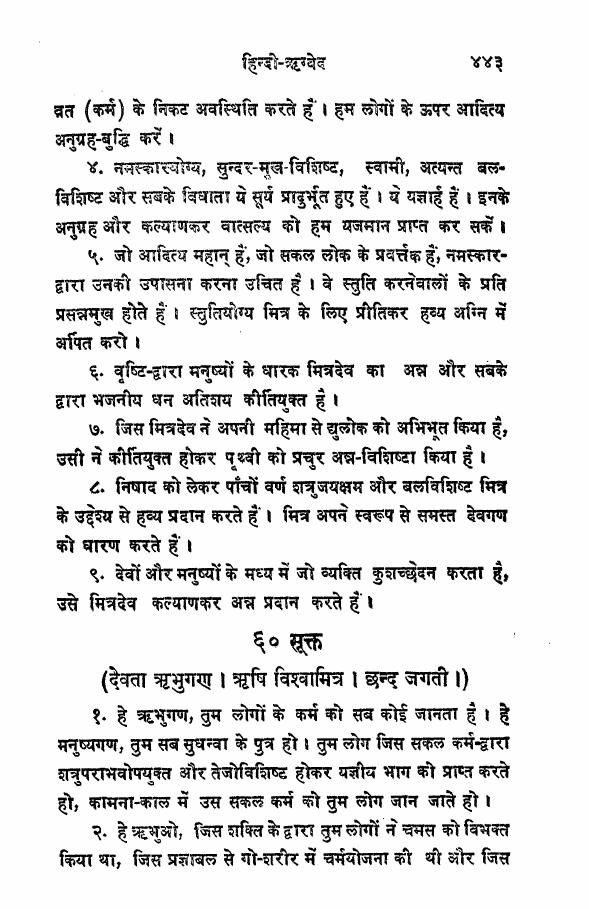 हिन्दी-ऋग्वेद ४४३
व्रत (कर्म) के निकट अवस्थिति करते हैं। हम लोगों के ऊपर आदित्य
अनुग्रह-बुद्धि करें।
४. नमस्कारयोग्य, सुन्दर-मुख-विशिष्ट, स्वामी, अत्यन्त बल-
विशिष्ट और सबके विधाता ये सूर्य प्रादुर्भूत हुए हैं। ये यज्ञार्ह हैं। इनके
अनुग्रह और कल्याणकर वात्सल्य को हम यजमान प्राप्त कर सकें।
५. जो आदित्य महान् हैं, जो सकल लोक के प्रवर्त्तक हैं, नमस्कार-
द्वारा उनकी उपासना करना उचित है। वे स्तुति करनेवालों के प्रति
प्रसन्नमुख होते हैं। स्तुतियोग्य मित्र के लिए प्रीतिकर हव्य अग्नि में
अर्पित करो।
६. वृष्टि-द्वारा मनुष्यों के धारक मित्रदेव का अन्न और सबके
द्वारा भजनीय धन अतिशय कीर्तियुक्त है।
७. जिस मित्रदेव ने अपनी महिमा से द्युलोक को अभिभूत किया है,
उसी ने कीर्तियुक्त होकर पृथ्वी को प्रचुर अन्न-विशिष्टा किया है।
८. निषाद को लेकर पाँचों वर्ण शत्रुजयक्षम और बलविशिष्ट मित्र
के उद्देश्य से हव्य प्रदान करते हैं। मित्र अपने स्वरूप से समस्त देवगण
को धारण करते हैं।
९. देवों और मनुष्यों के मध्य में जो व्यक्ति कुशच्छेदन करता है,
उसे मित्रदेव कल्याणकर अन्न प्रदान करते हैं।
६० सूक्त
(देवता ऋभुगण। ऋषि विश्वामित्र। छन्द जगती।)
१. हे ऋभुगण, तुम लोगों के कर्म को सब कोई जानता है। हे
मनुष्यगण, तुम सब सुधन्वा के पुत्र हो। तुम लोग जिस सकल कर्म-द्वारा
शत्रुपराभवोपयुक्त और तेजोविशिष्ट होकर यज्ञीय भाग को प्राप्त करते
हो, कामना-काल में उस सकल कर्म को तुम लोग जान जाते हो।
२. हे ऋभुओ, जिस शक्ति के द्वारा तुम लोगों ने चमस को विभक्त
किया था, जिस प्रज्ञाबल से गो-शरीर में चर्मयोजना की थी और जिस